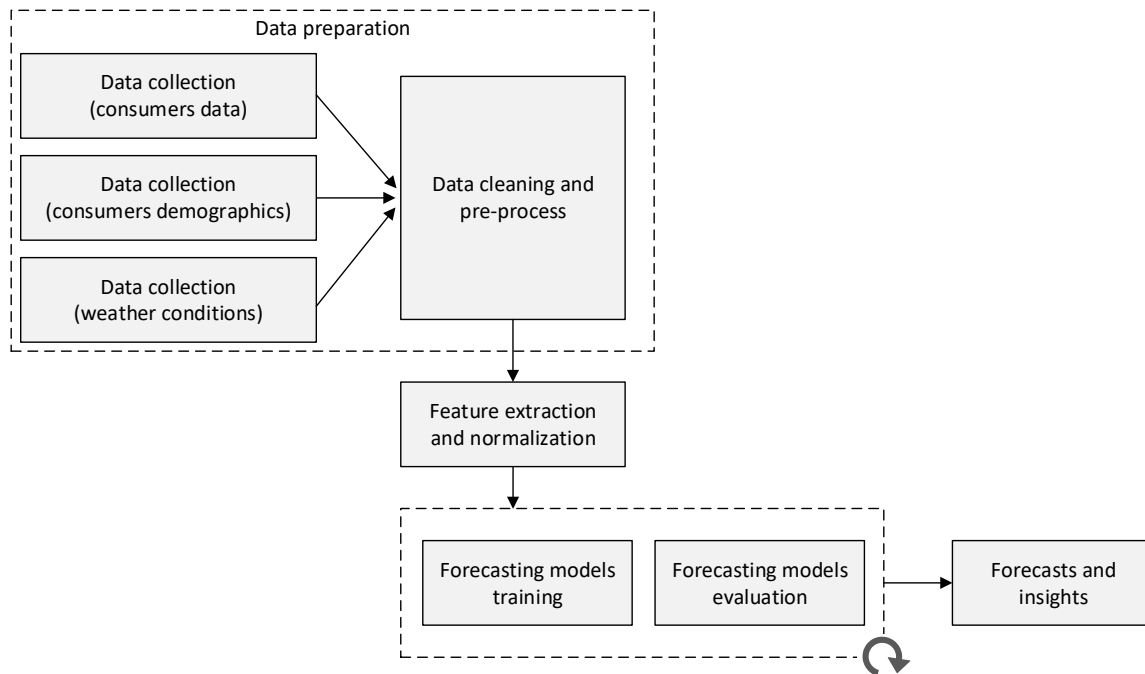 Data preparation
Data collection
(consumers data)
Data collection
(consumers demographics)
Data collection
(weather conditions)
Data cleaning and
pre-process
Feature extraction
and normalization
Forecasting models
training
Forecasting models
evaluation
Forecasts and
insights